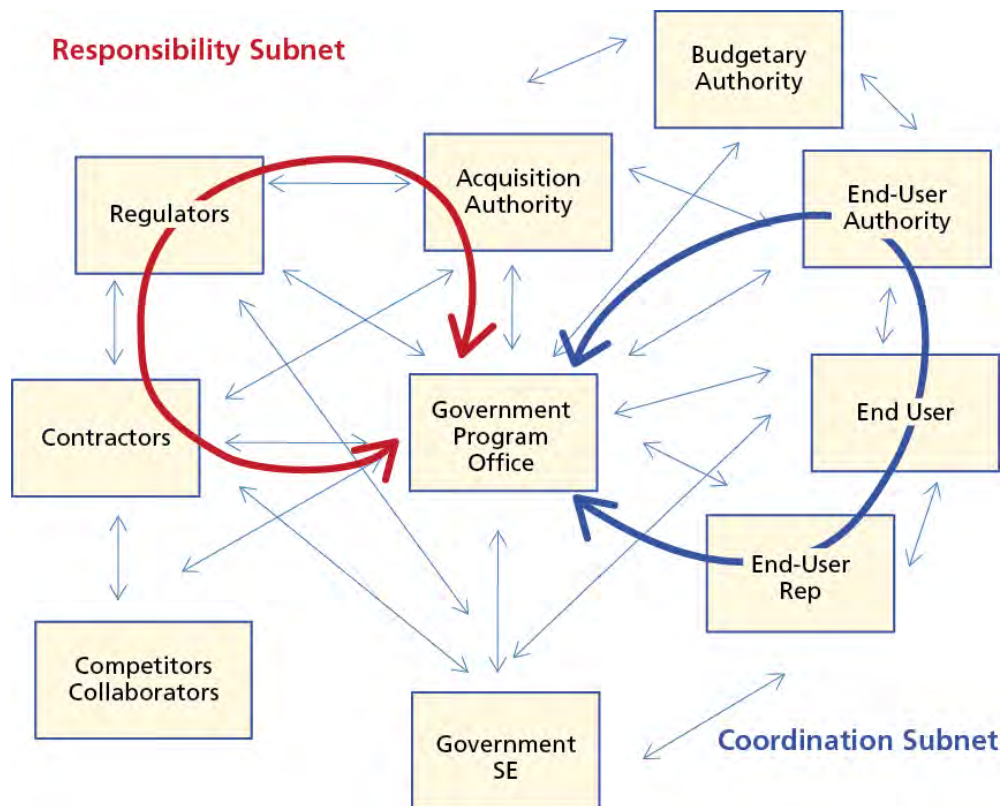 Responsibility Subnet
Budgetary
Authority
Regulators
Acquisition
Authority
End-User
Authority
Contractors
Government
Program
Office
End User
End-User
Rep
Competitors
Collaborators
Government
SE
Coordination Subnet